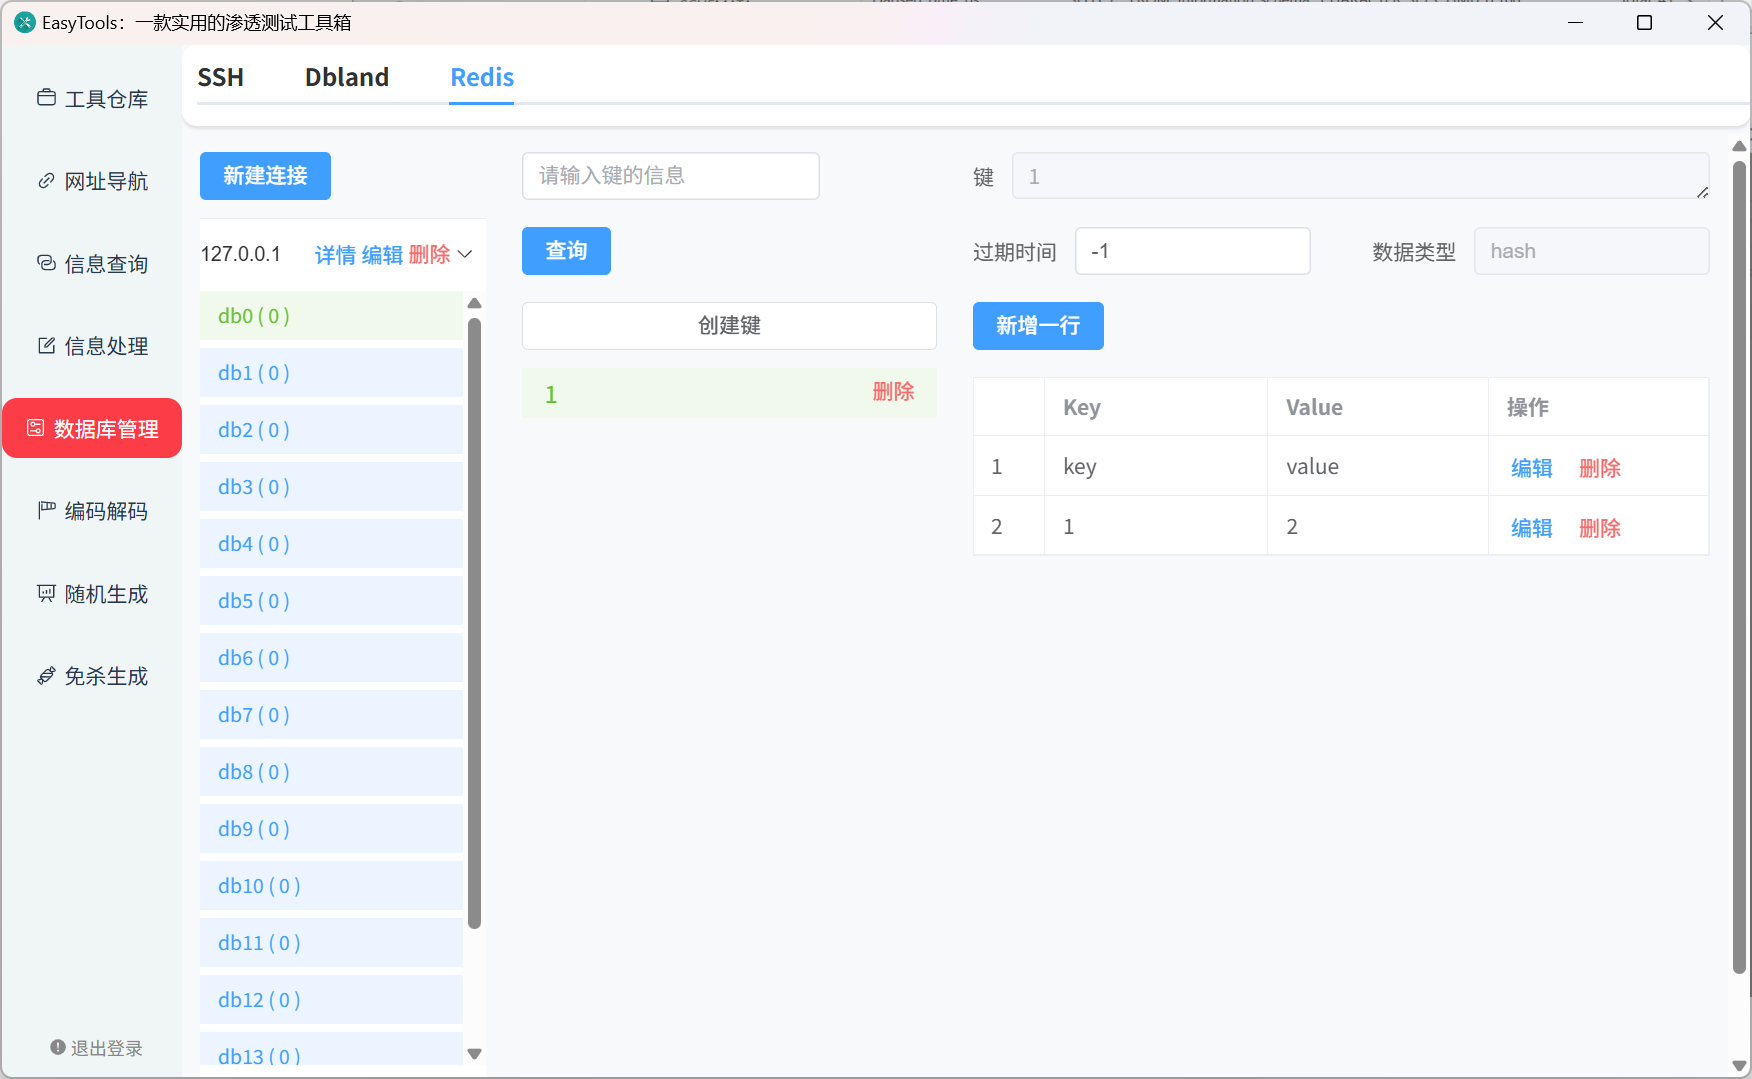 EasyTools：一款实用的渗透测试工具箱
工具仓库
网址导航
信息查询
信息处理
数据库管理
编码解码
随机生成
免杀生成
退出登录
SSH
Dbland
Redis
新建连接
127.0.0.1 详情 编辑 删除
db0 ( 0 )
db1 ( 0 )
db2 ( 0 )
db3 ( 0 )
db4 ( 0 )
db5 ( 0 )
db6 ( 0 )
db7 ( 0 )
db8 ( 0 )
db9 ( 0 )
db10 ( 0 )
db11 ( 0 )
db12 ( 0 )
db13 ( 0 )
请输入键的信息
查询
创建键
1 删除
键 1
过期时间 -1 数据类型 hash
新增一行
Key Value 操作
1 key value 编辑 删除
2 1 2 编辑 删除